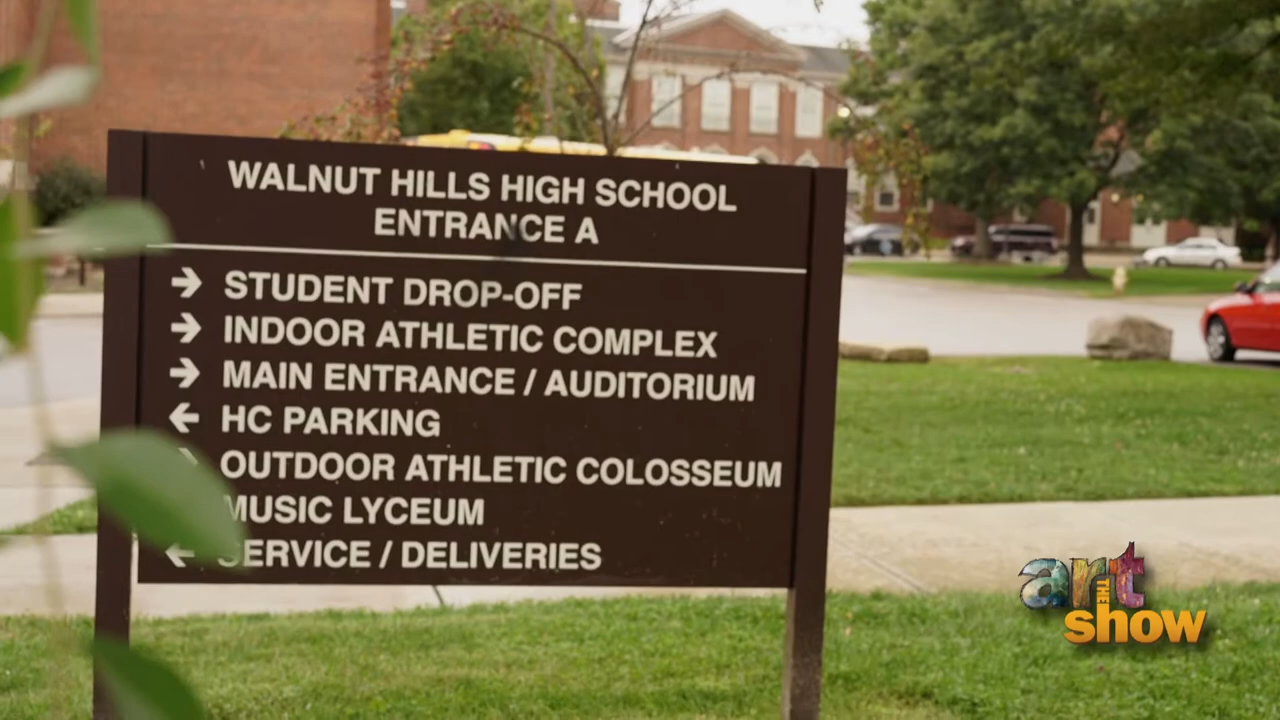 WALNUT HILLS HIGH SCHOOL
ENTRANCE A
→ STUDENT DROP-OFF
→ INDOOR ATHLETIC COMPLEX
→ MAIN ENTRANCE / AUDITORIUM
← HC PARKING
OUTDOOR ATHLETIC COLOSSEUM
MUSIC LYCEUM
← SERVICE / DELIVERIES
art
THE
show